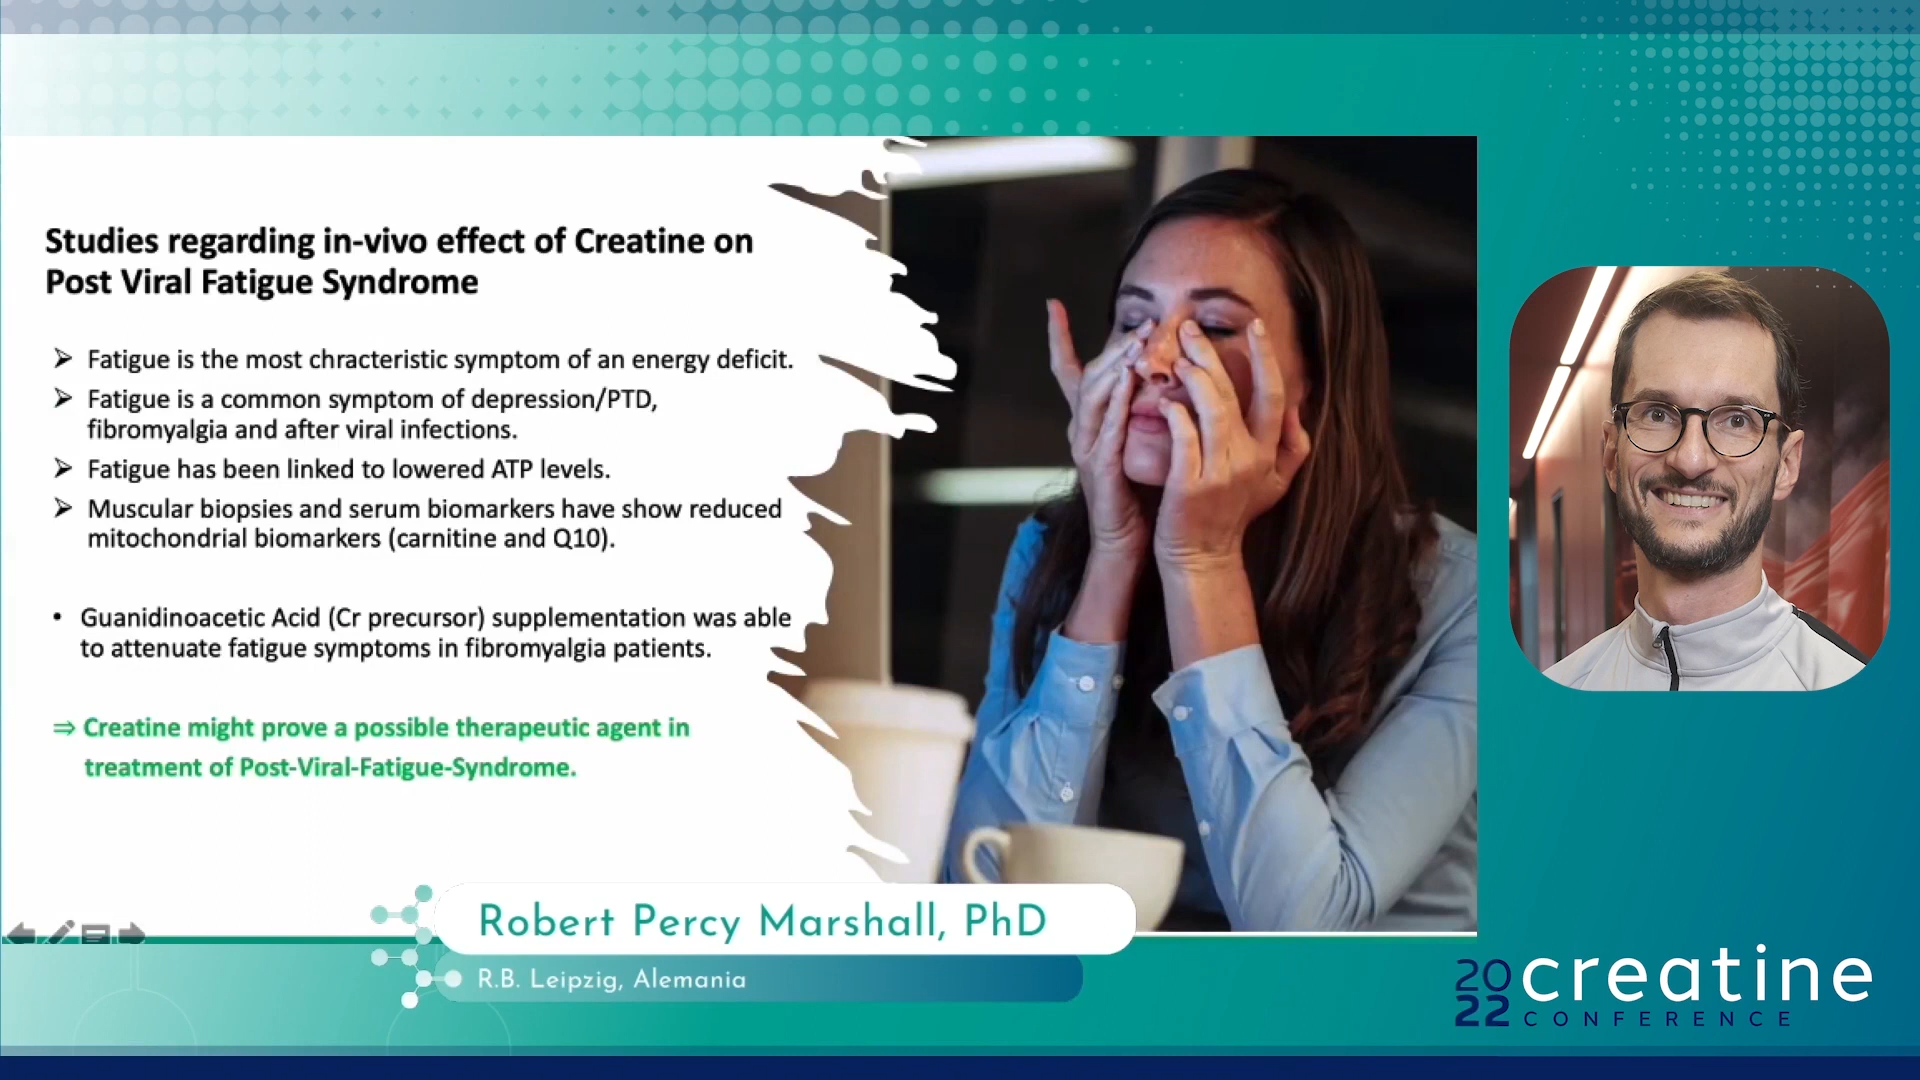 Studies regarding in-vivo effect of Creatine on
Post Viral Fatigue Syndrome
➢ Fatigue is the most chracteristic symptom of an energy deficit.
➢ Fatigue is a common symptom of depression/PTD,
fibromyalgia and after viral infections.
➢ Fatigue has been linked to lowered ATP levels.
➢ Muscular biopsies and serum biomarkers have show reduced
mitochondrial biomarkers (carnitine and Q10).
• Guanidinoacetic Acid (Cr precursor) supplementation was able
to attenuate fatigue symptoms in fibromyalgia patients.
⇒ Creatine might prove a possible therapeutic agent in
treatment of Post-Viral-Fatigue-Syndrome.
Robert Percy Marshall, PhD
R.B. Leipzig, Alemania
2022 creatine
CONFERENCE